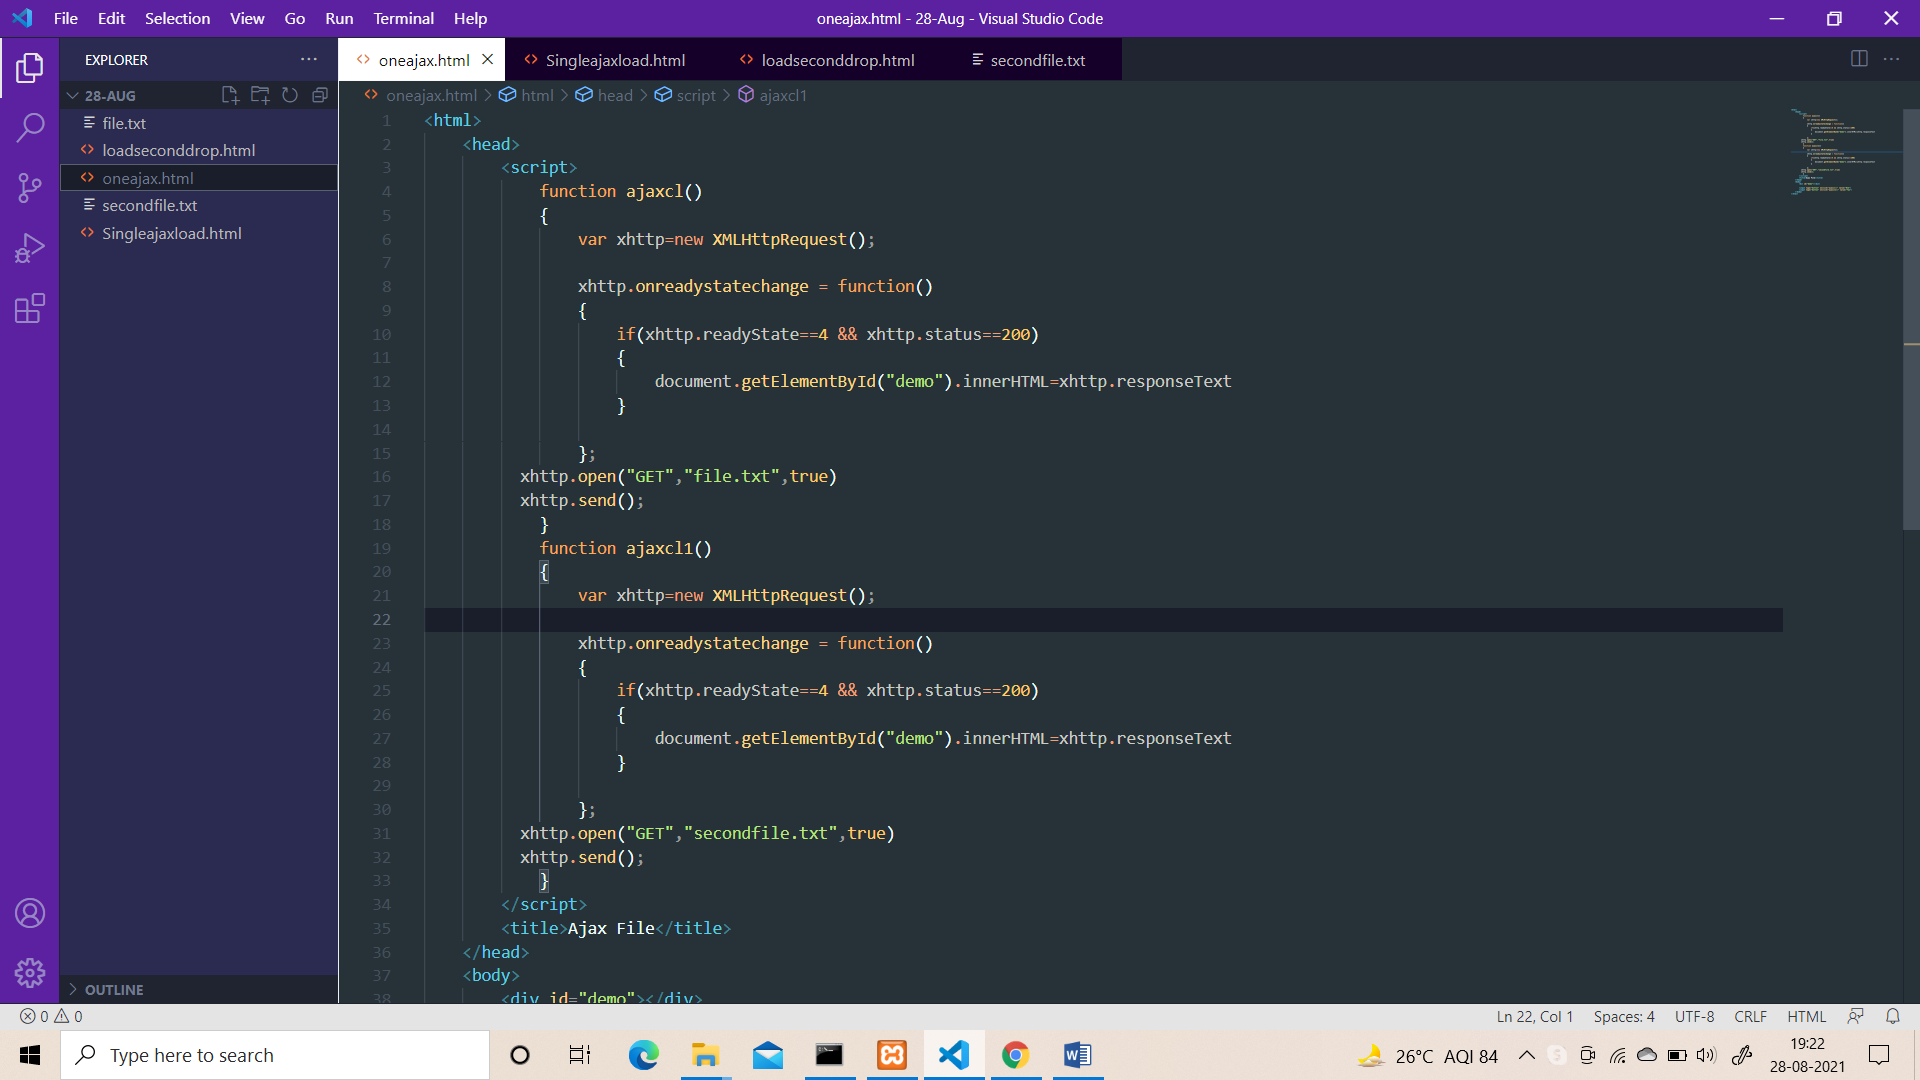 File Edit Selection View Go Run Terminal Help
oneajax.html - 28-Aug - Visual Studio Code
EXPLORER
oneajax.html
Singleajaxload.html
loadseconddrop.html
secondfile.txt
28-AUG
file.txt
loadseconddrop.html
oneajax.html
secondfile.txt
Singleajaxload.html
OUTLINE
oneajax.html > html > head > script > ajaxcl1
1 <html>
2 <head>
3 <script>
4 function ajaxcl()
5 {
6 var xhttp=new XMLHttpRequest();
7
8 xhttp.onreadystatechange = function()
9 {
10 if(xhttp.readyState==4 && xhttp.status==200)
11 {
12 document.getElementById("demo").innerHTML=xhttp.responseText
13 }
14
15 };
16 xhttp.open("GET","file.txt",true)
17 xhttp.send();
18 }
19 function ajaxcl1()
20 {
21 var xhttp=new XMLHttpRequest();
22
23 xhttp.onreadystatechange = function()
24 {
25 if(xhttp.readyState==4 && xhttp.status==200)
26 {
27 document.getElementById("demo").innerHTML=xhttp.responseText
28 }
29
30 };
31 xhttp.open("GET","secondfile.txt",true)
32 xhttp.send();
33 }
34 </script>
35 <title>Ajax File</title>
36 </head>
37 <body>
38 <div id="demo"></div>
0 0
Ln 22, Col 1 Spaces: 4 UTF-8 CRLF HTML
Type here to search
26°C AQI 84
19:22
28-08-2021